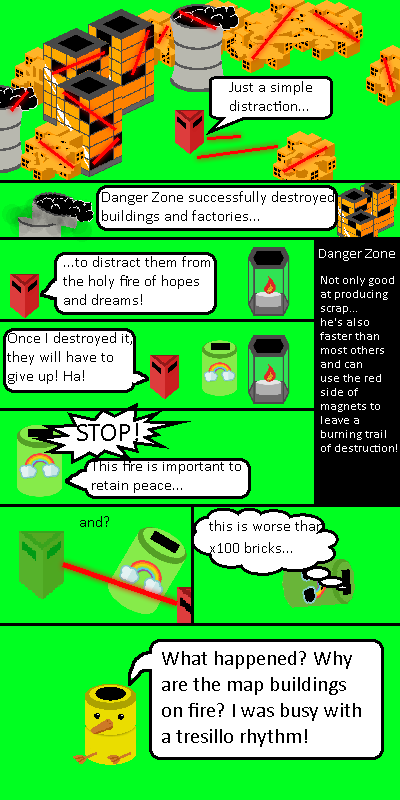 Just a simple
distraction...
Danger Zone successfully destroyed
buildings and factories...
...to distract them from
the holy fire of hopes
and dreams!
Danger Zone
Not only good
at producing
scrap...
he's also
faster than
most others
and can
use the red
side of
magnets to
leave a
burning trail
of destruction!
Once I destroyed it,
they will have to
give up! Ha!
STOP!
This fire is important to
retain peace...
and?
this is worse than
x100 bricks...
What happened? Why
are the map buildings
on fire? I was busy with
a tresillo rhythm!